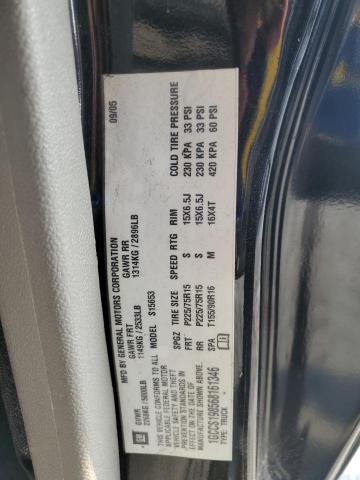 MFD BY GENERAL MOTORS CORPORATION 09/05
GVWR GAWR FRT GAWR RR
2268KG / 5000LB 1149KG / 2533LB 1314KG / 2896LB
GM
THIS VEHICLE CONFORMS TO ALL
APPLICABLE FEDERAL MOTOR
VEHICLE SAFETY AND THEFT
PREVENTION STANDARDS IN
EFFECT ON THE DATE OF
MANUFACTURE SHOWN ABOVE.
1GCCS198568161346
TYPE: TRUCK
MODEL: S15653
SPGZ TIRE SIZE SPEED RTG RIM COLD TIRE PRESSURE
FRT P225/75R15 S 15X6.5J 230 KPA 33 PSI
RR P225/75R15 S 15X6.5J 230 KPA 33 PSI
SPA T155/90R16 M 16X4T 420 KPA 60 PSI